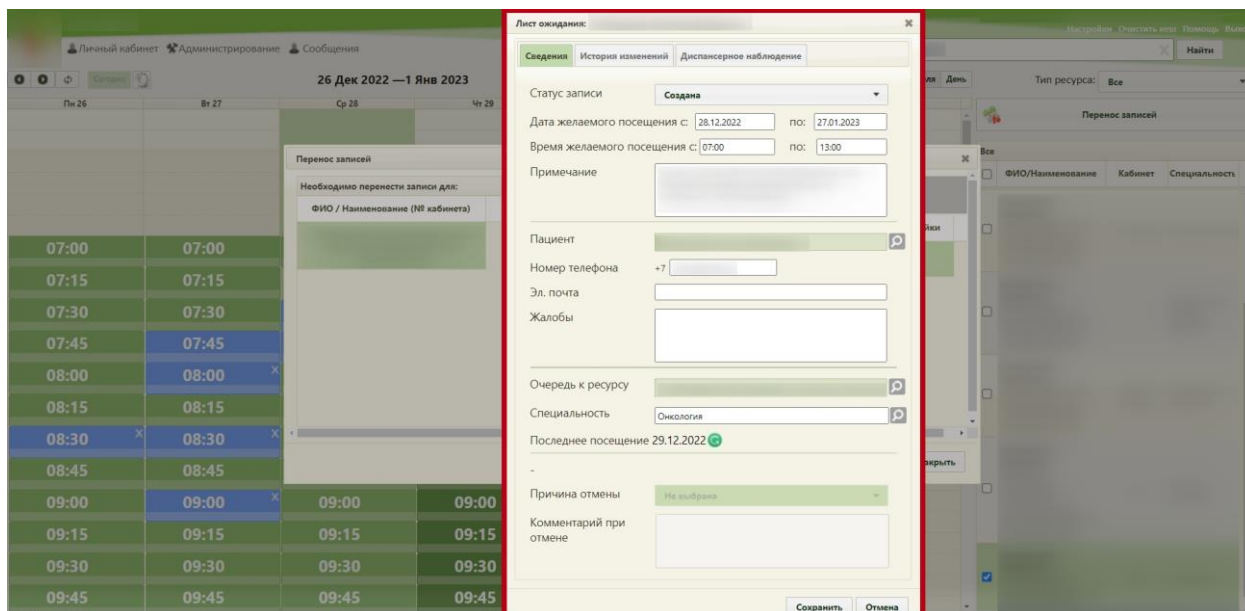 Лист ожидания:
Настройки Очистить кеш Помощь
Личный кабинет Администрирование Сообщения
Найти
Сведения История изменений Диспансерное наблюдение
26 Дек 2022 —1 Янв 2023
День
Тип ресурса: Все
Пн 26 Вт 27 Ср 28 Чт 29
Статус записи Создана
Дата желаемого посещения с: 28.12.2022 по: 27.01.2023
Перенос записей
Время желаемого посещения с: 07:00 по: 13:00
Перенос записей
Все
Примечание
ФИО/Наименование Кабинет Специальность
Необходимо перенести записи для:
ФИО / Наименование (№ кабинета)
Пациент
07:00 07:00
Номер телефона +7
07:15 07:15
Эл. почта
07:30 07:30
Жалобы
07:45 07:45
08:00 08:00 X
Очередь к ресурсу
08:15 08:15
Специальность Онкология
08:30 X 08:30 X
Последнее посещение 29.12.2022
08:45 08:45
-
Причина отмены Не выбрана
09:00 09:00 X 09:00 09:00
Комментарий при
отмене
09:15 09:15 09:15 09:15
09:30 09:30 09:30 09:30
09:45 09:45 09:45 09:45
Сохранить Отмена